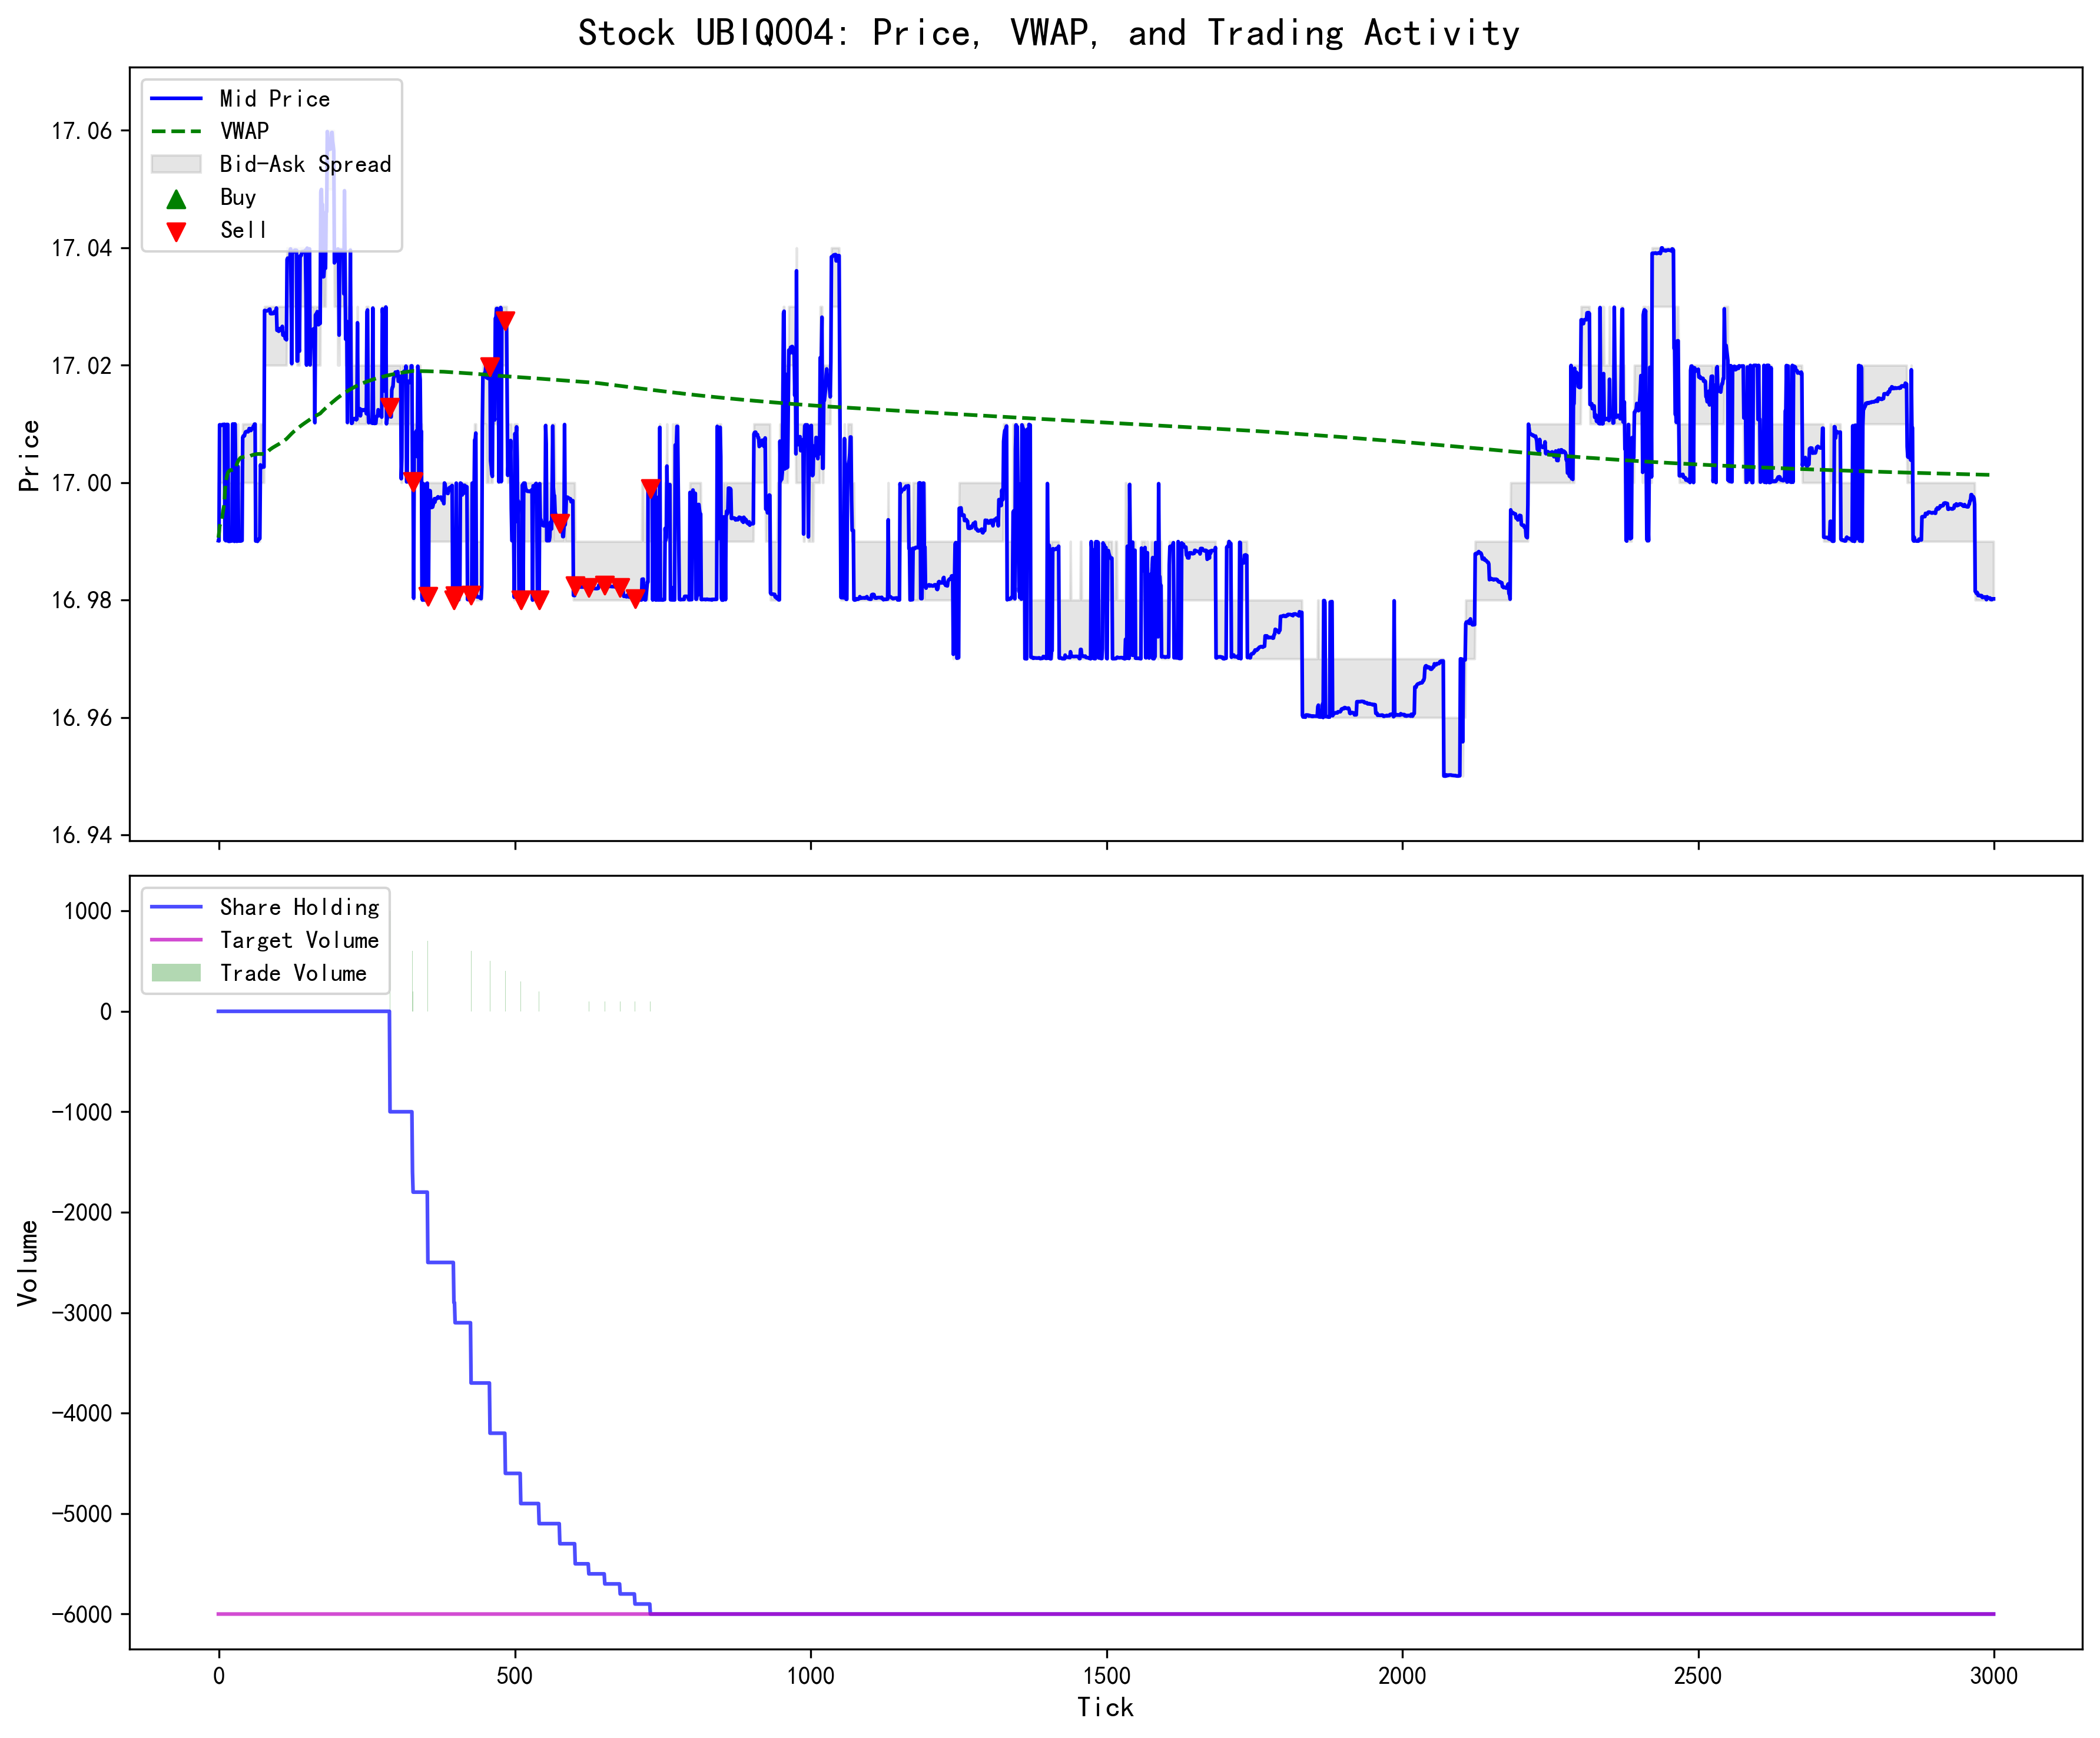 Stock UBIQ004: Price, VWAP, and Trading Activity
Mid Price
VWAP
Bid-Ask Spread
Buy
Sell
17.06
17.04
17.02
17.00
16.98
16.96
16.94
Price
Share Holding
Target Volume
Trade Volume
1000
0
-1000
-2000
-3000
-4000
-5000
-6000
Volume
0 500 1000 1500 2000 2500 3000
Tick